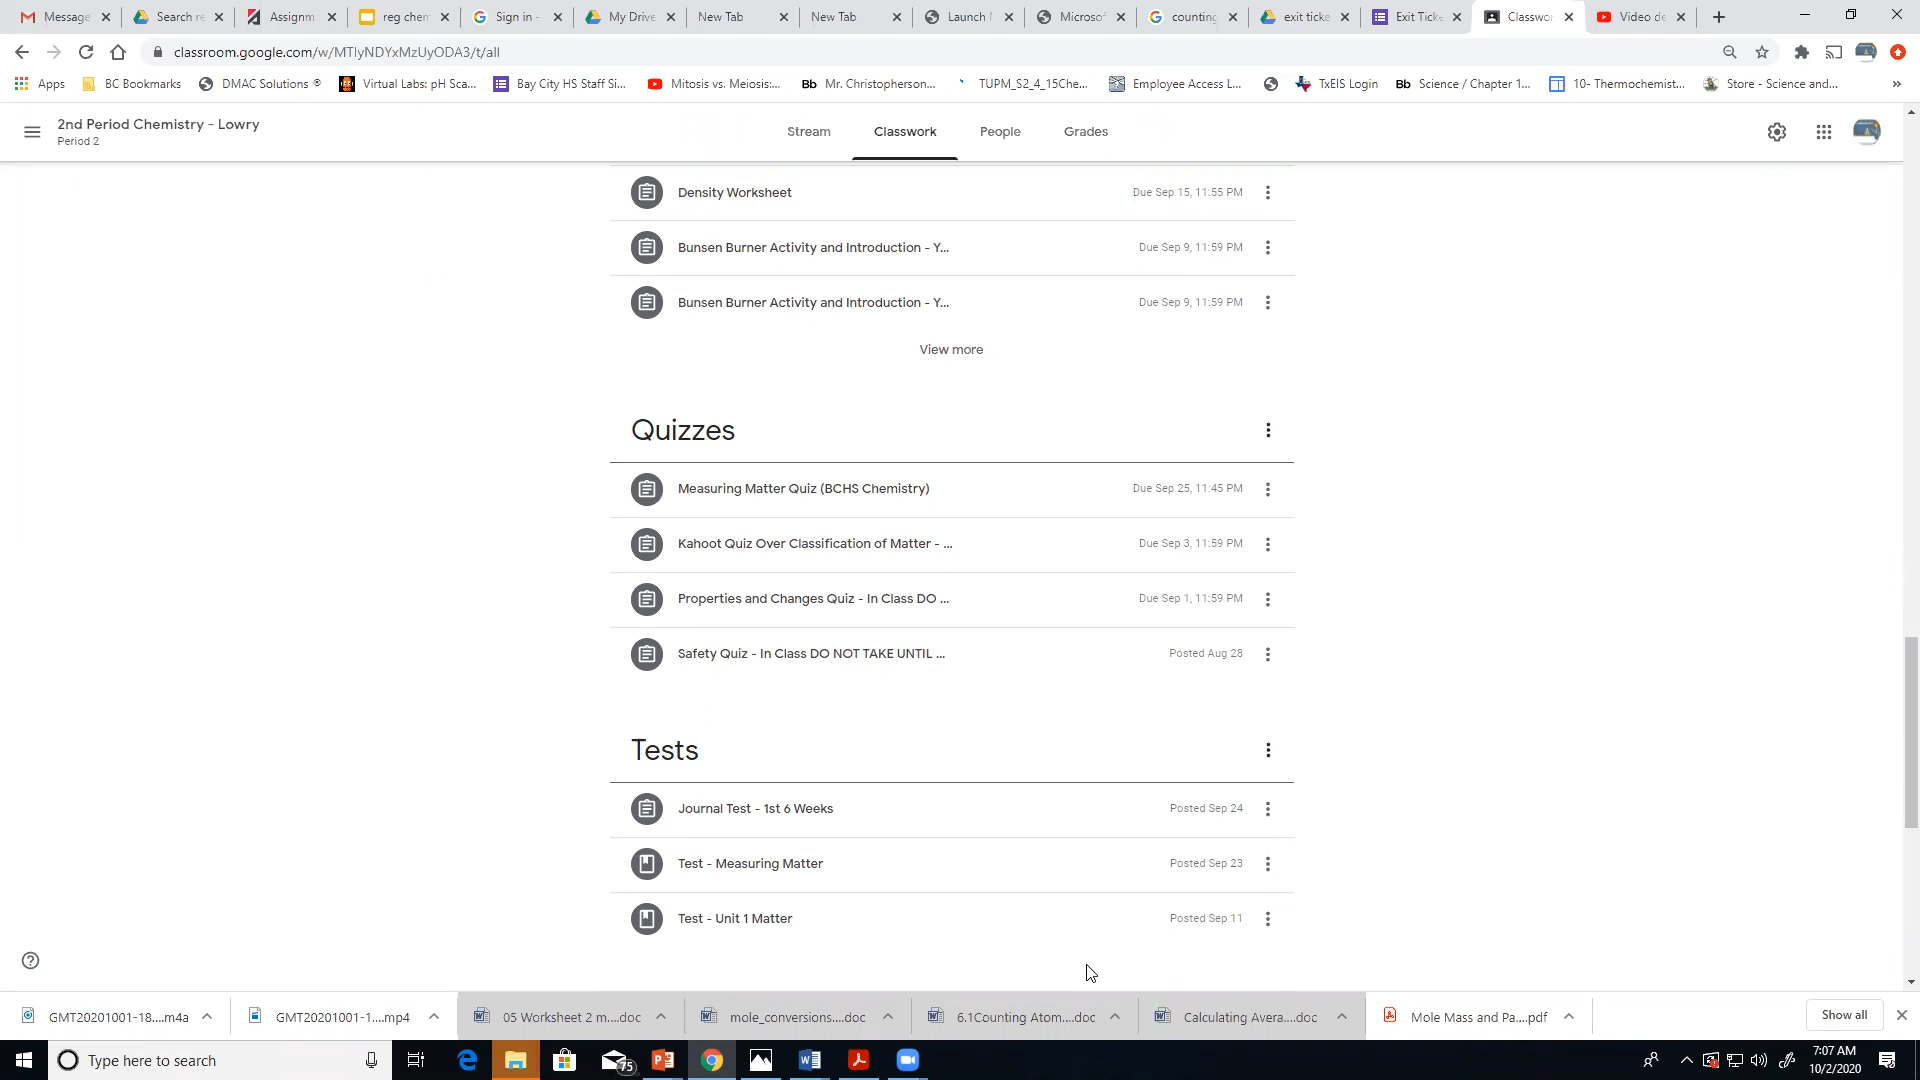 Message
Search re
Assignm
reg chem
Sign in -
My Drive
New Tab
New Tab
Launch
Microsof
counting
exit ticke
Exit Ticke
Classwo
Video de
classroom.google.com/w/MTIyNDYxMzUyODA3/t/all
Apps
BC Bookmarks
DMAC Solutions ®
Virtual Labs: pH Sca...
Bay City HS Staff Si...
Mitosis vs. Meiosis:...
Bb Mr. Christopherson...
TUPM_S2_4_15Che...
Employee Access L...
TxEIS Login
Bb Science / Chapter 1...
10- Thermochemist...
Store - Science and...
»
2nd Period Chemistry - Lowry
Period 2
Stream
Classwork
People
Grades
Density Worksheet
Due Sep 15, 11:55 PM
Bunsen Burner Activity and Introduction - Y...
Due Sep 9, 11:59 PM
Bunsen Burner Activity and Introduction - Y...
Due Sep 9, 11:59 PM
View more
Quizzes
Measuring Matter Quiz (BCHS Chemistry)
Due Sep 25, 11:45 PM
Kahoot Quiz Over Classification of Matter - ...
Due Sep 3, 11:59 PM
Properties and Changes Quiz - In Class DO ...
Due Sep 1, 11:59 PM
Safety Quiz - In Class DO NOT TAKE UNTIL ...
Posted Aug 28
Tests
Journal Test - 1st 6 Weeks
Posted Sep 24
Test - Measuring Matter
Posted Sep 23
Test - Unit 1 Matter
Posted Sep 11
GMT20201001-18....m4a
GMT20201001-1....mp4
05 Worksheet 2 m....doc
mole_conversions....doc
6.1Counting Atom....doc
Calculating Avera....doc
Mole Mass and Pa....pdf
Show all
Type here to search
75
7:07 AM
10/2/2020